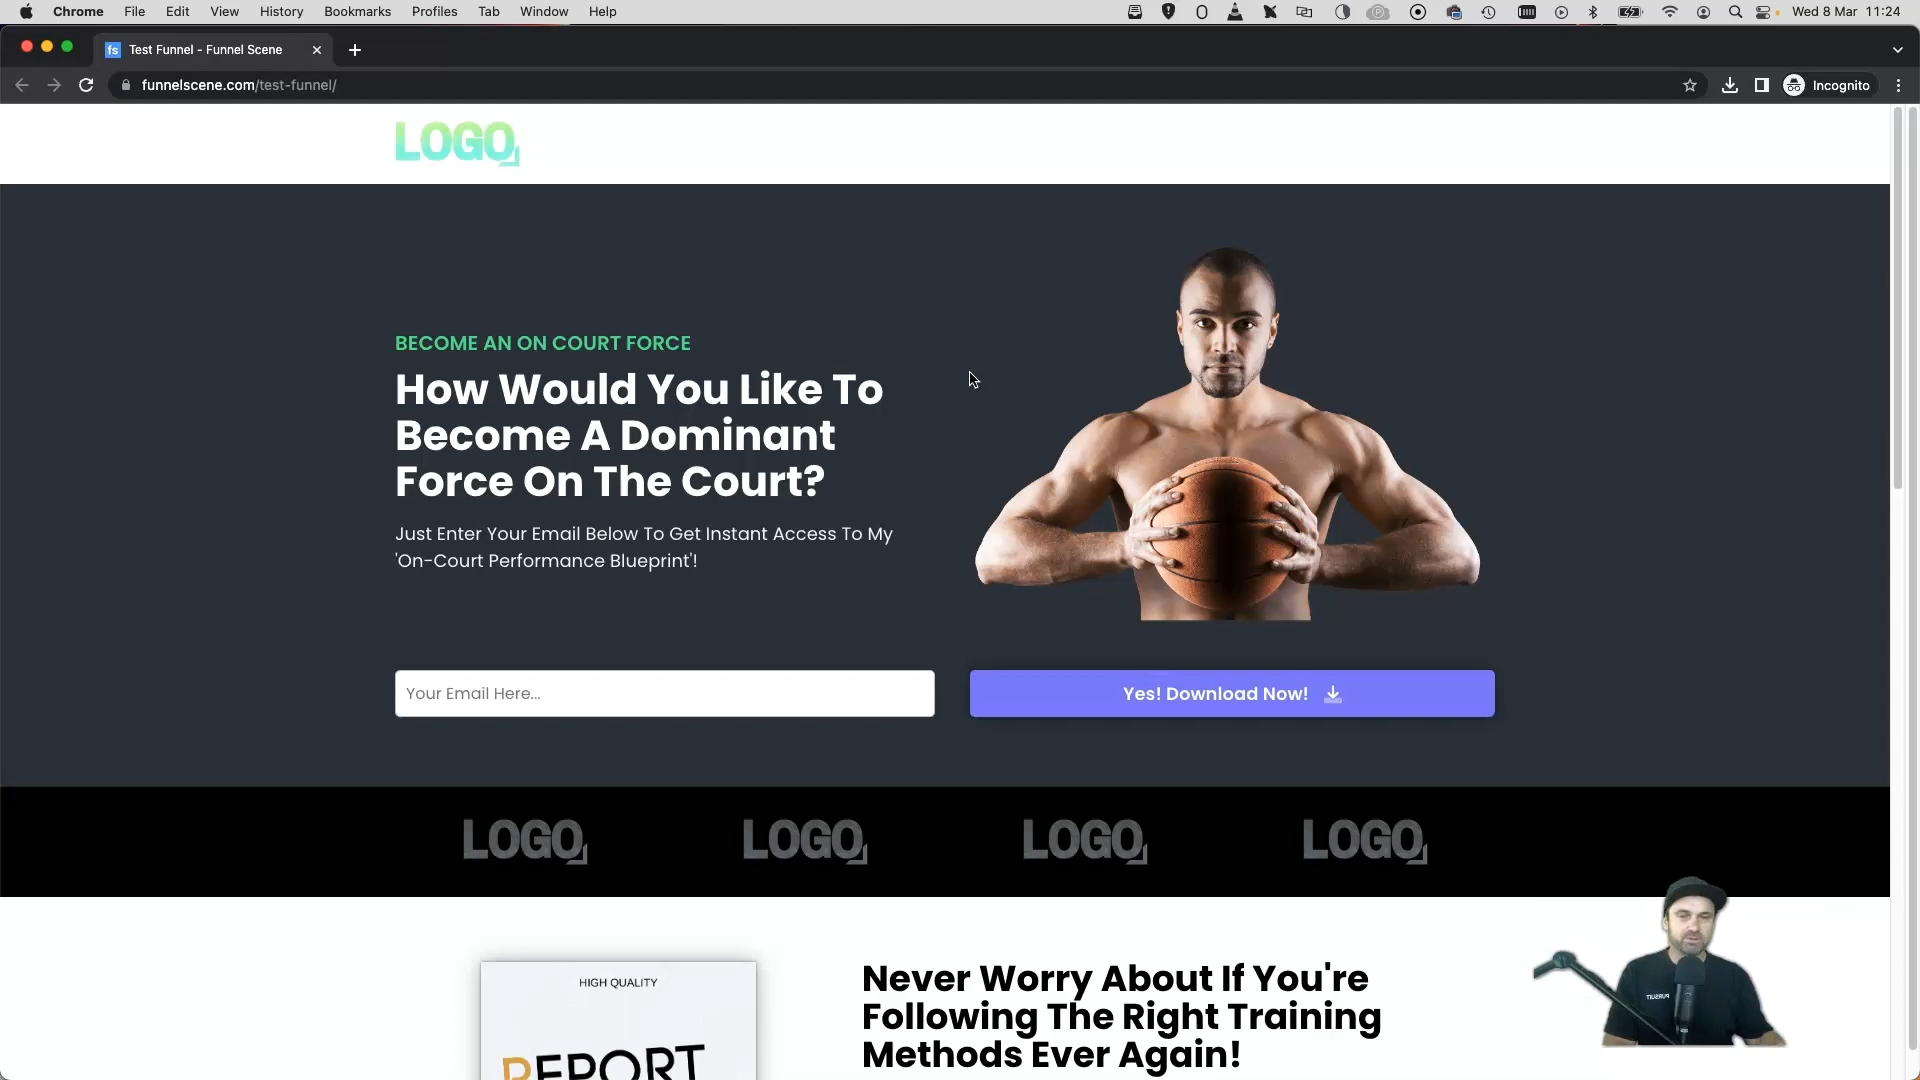 Chrome File Edit View History Bookmarks Profiles Tab Window Help Wed 8 Mar 11:24
fs Test Funnel - Funnel Scene
funnelscene.com/test-funnel/ Incognito
LOGO
BECOME AN ON COURT FORCE
How Would You Like To
Become A Dominant
Force On The Court?
Just Enter Your Email Below To Get Instant Access To My
'On-Court Performance Blueprint'!
Your Email Here...
Yes! Download Now!
LOGO LOGO LOGO LOGO
HIGH QUALITY
REPORT
Never Worry About If You're
Following The Right Training
Methods Ever Again!
PURSUIT